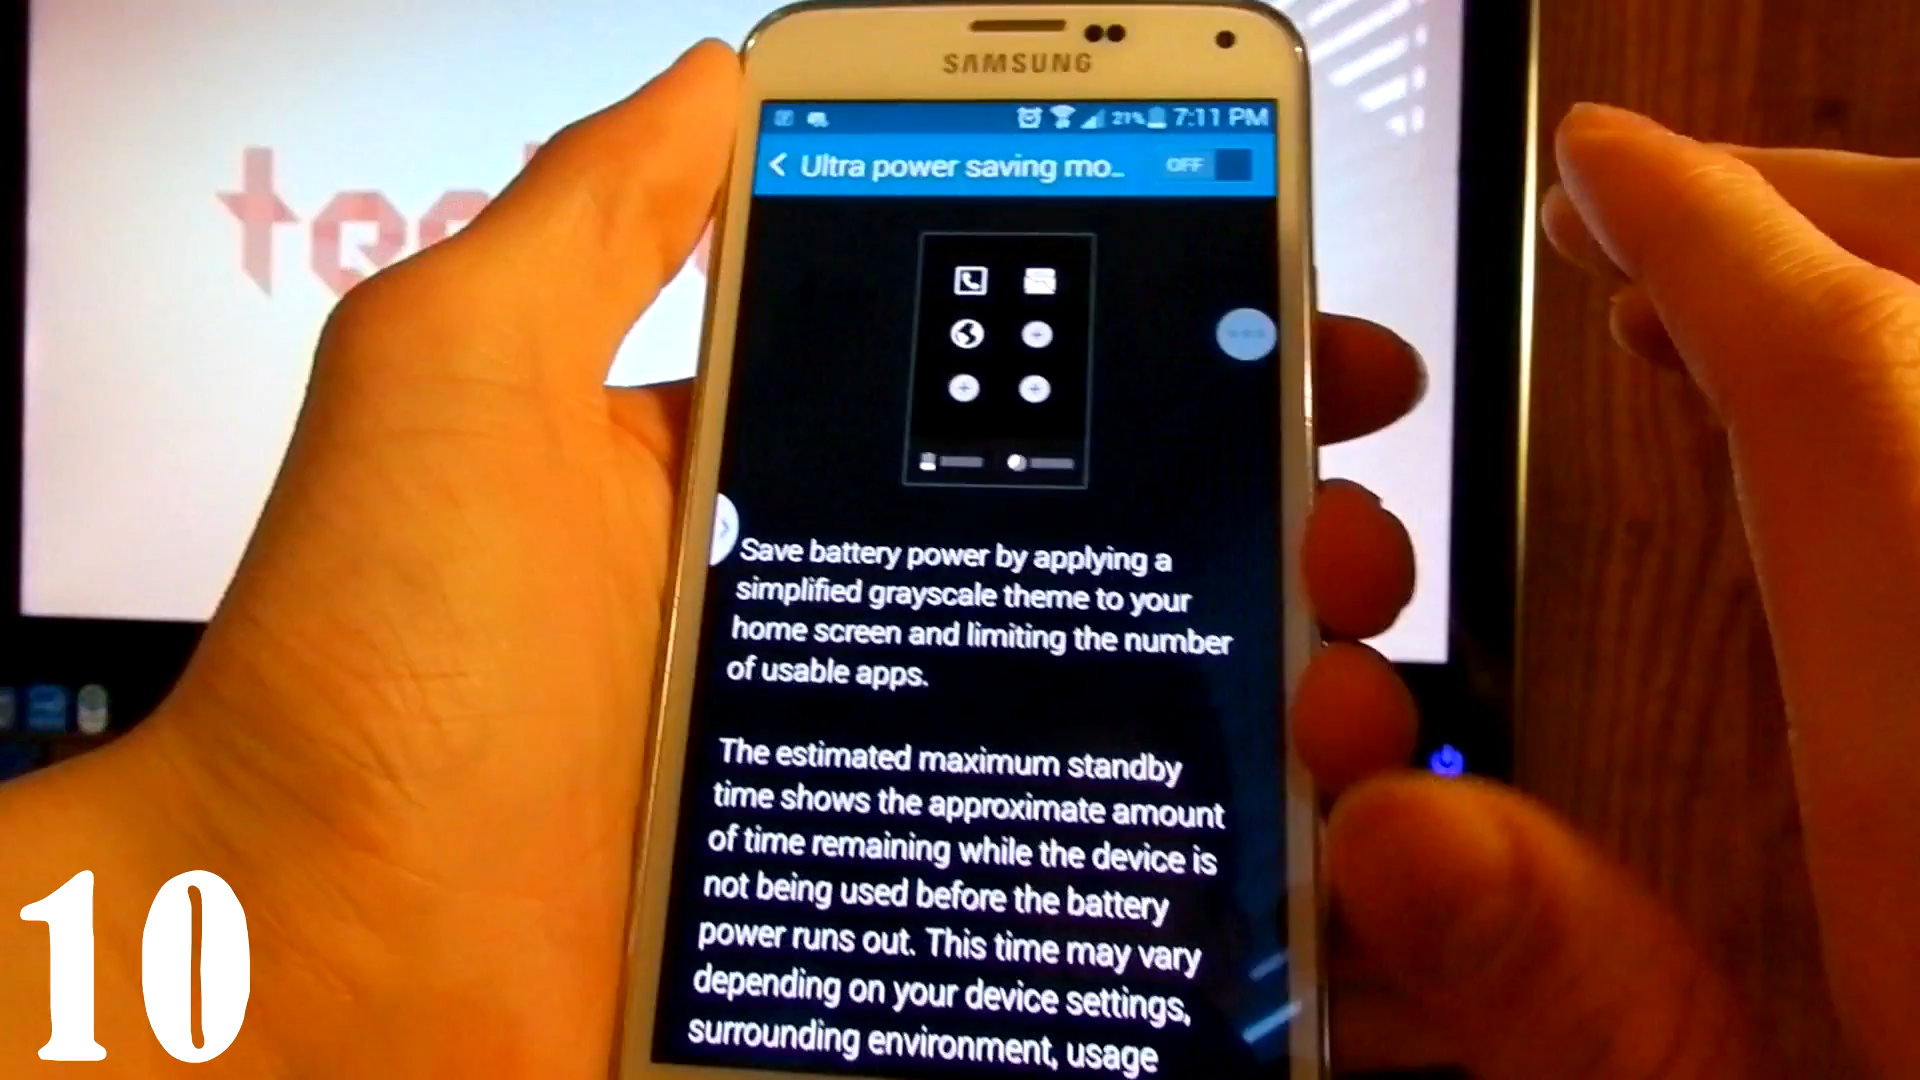 SAMSUNG
21% 7:11 PM
Ultra power saving mo..
OFF
Save battery power by applying a
simplified grayscale theme to your
home screen and limiting the number
of usable apps.
The estimated maximum standby
time shows the approximate amount
of time remaining while the device is
not being used before the battery
power runs out. This time may vary
depending on your device settings,
surrounding environment, usage
10